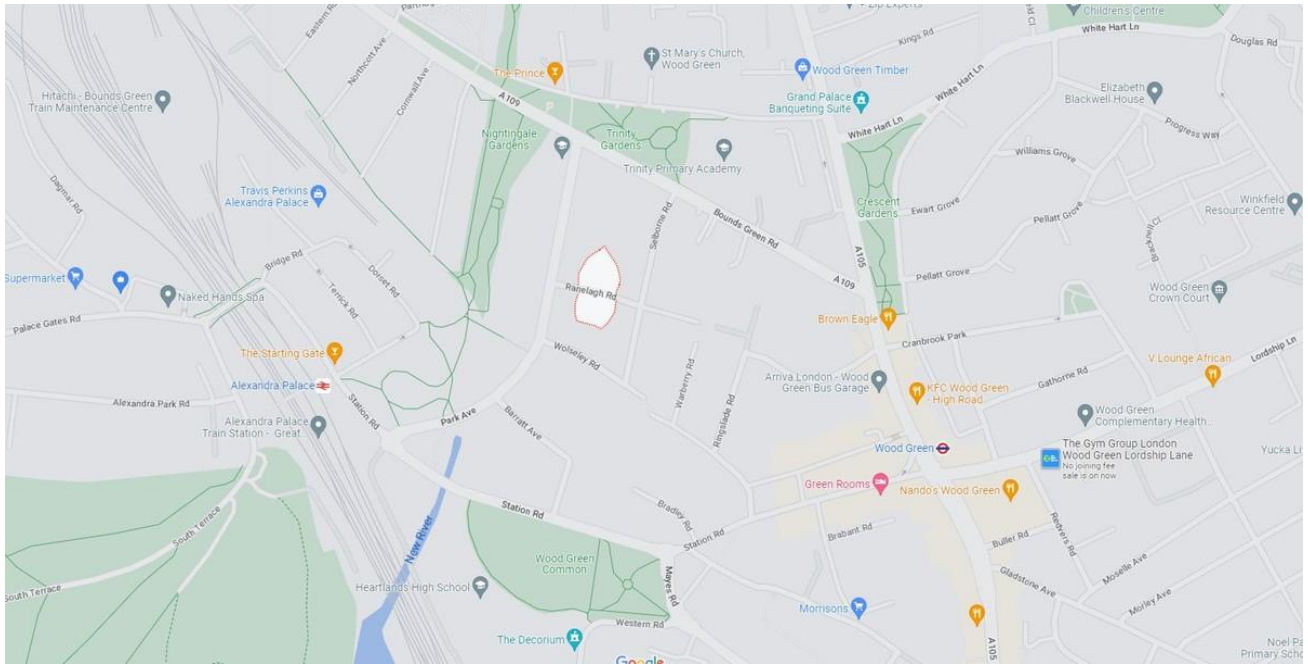 Eastern Rd
Northcott Ave
Cornwall Ave
Children's Centre
White Hart Ln
Douglas Rd
Kings Rd
St Mary's Church,
Wood Green
The Prince
A109
Wood Green Timber
Grand Palace
Banqueting Suite
White Hart Ln
White Hart Ln
Elizabeth
Blackwell House
Progress Way
Hitachi - Bounds Green
Train Maintenance Centre
Nightingale
Gardens
Trinity
Gardens
Trinity Primary Academy
Williams Grove
Dagmar Rd
Travis Perkins
Alexandra Palace
Crescent
Gardens
Ewart Grove
Pellatt Grove
Winkfield
Resource Centre
Selborne Rd
Bounds Green Rd
A105
Bracknell Cl
Bridge Rd
Terrick Rd
Dorset Rd
Supermarket
Naked Hands Spa
Palace Gates Rd
Ranelagh Rd
A109
Pellatt Grove
Wood Green
Crown Court
Brown Eagle
Cranbrook Park
Lordship Ln
The Starting Gate
Wolseley Rd
Warberry Rd
Ringslade Rd
Arriva London - Wood
Green Bus Garage
V Lounge African
Gathorne Rd
Alexandra Palace
KFC Wood Green
High Road
Alexandra Park Rd
Station Rd
Park Ave
Barratt Ave
Alexandra Palace
Train Station - Great...
Wood Green
Complementary Health...
Wood Green
The Gym Group London
Wood Green Lordship Lane
No joining fee
sale is on now
Yucka Li
Green Rooms
Nando's Wood Green
South Terrace
New River
Station Rd
Bradley Rd
Station Rd
Brabant Rd
Buller Rd
Redvers Rd
Moselle Ave
Wood Green
Common
Mayes Rd
Gladstone Ave
Morley Ave
South Terrace
Heartlands High School
Morrisons
Western Rd
The Decorium
A105
Noel Pa
Primary Scho
Google